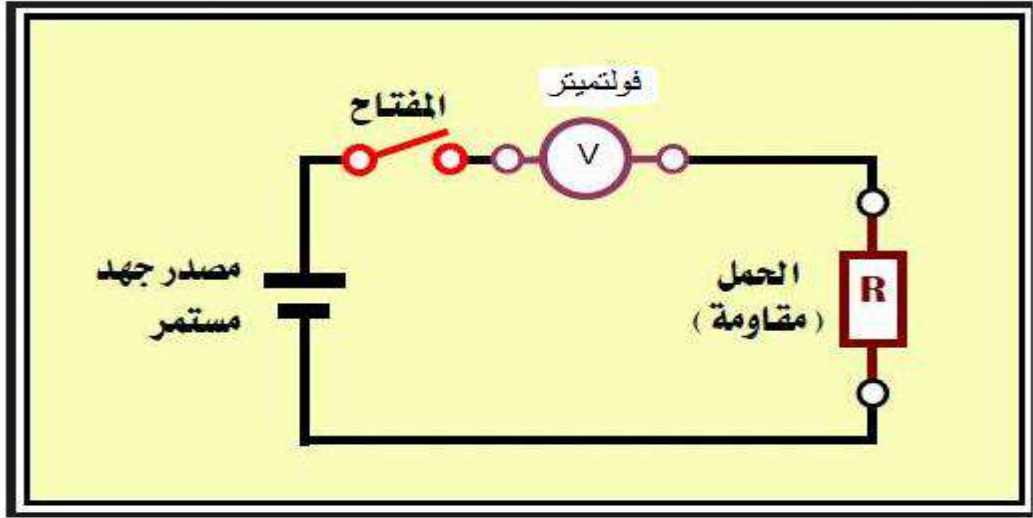 فولتميتر
المفتاح
V
مصدر جهد
مستمر
الحمل
(مقاومة)
R